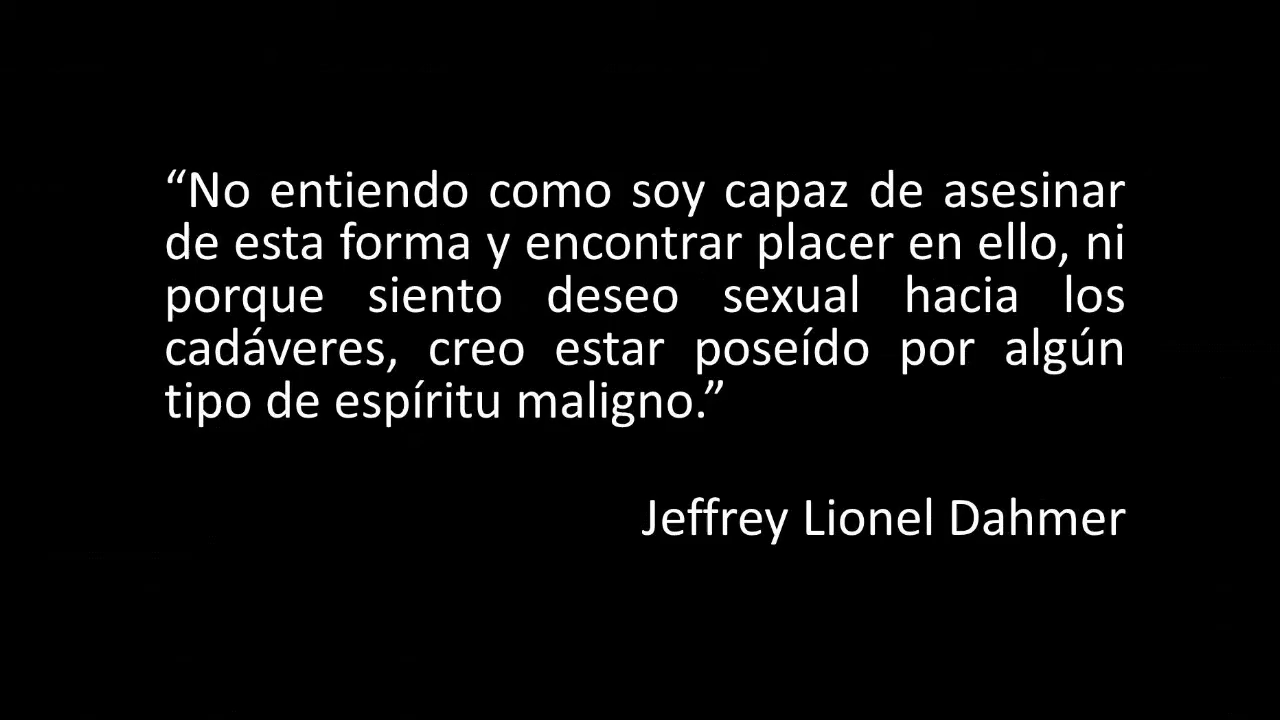 “No entiendo como soy capaz de asesinar
de esta forma y encontrar placer en ello, ni
porque siento deseo sexual hacia los
cadáveres, creo estar poseído por algún
tipo de espíritu maligno.”
Jeffrey Lionel Dahmer